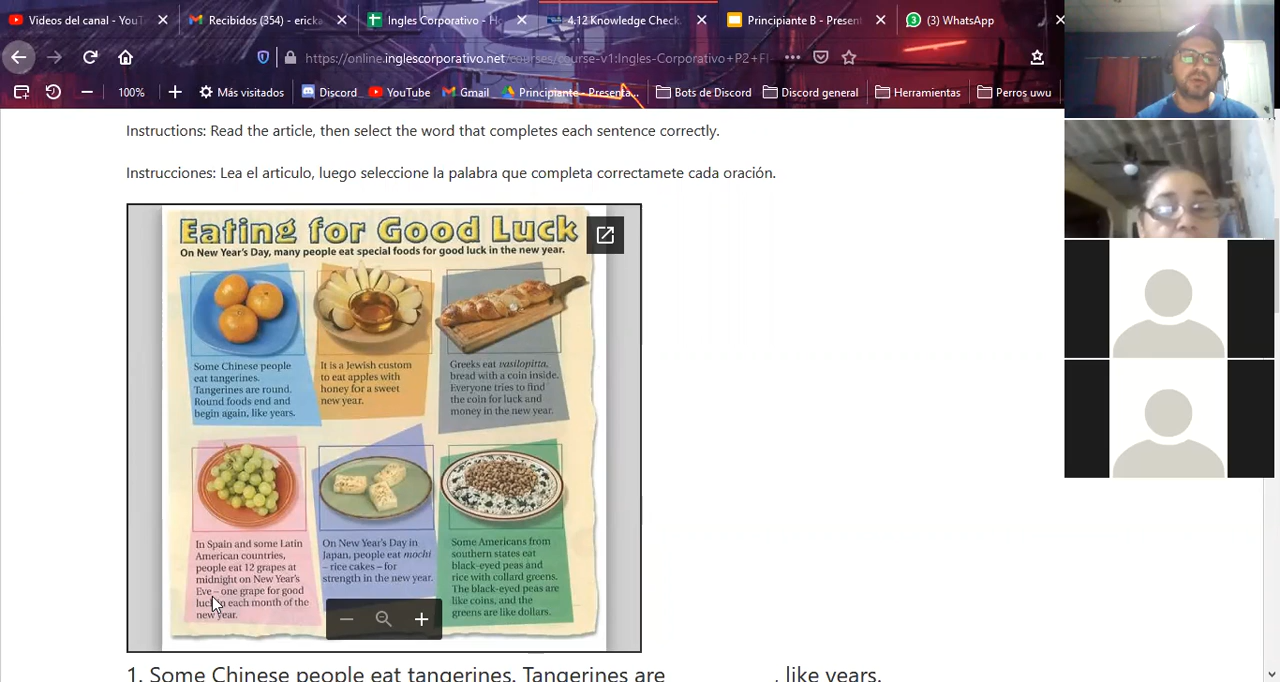 Videos del canal - YouT
Recibidos (354) - ericka
Ingles Corporativo - Ho
4.12 Knowledge Check.
Principiante B - Present
(3) WhatsApp
https://online.inglescorporativo.net/courses/course-v1:Ingles-Corporativo+P2+Fl
100%
Más visitados
Discord
YouTube
Gmail
Principiante - Presenta...
Bots de Discord
Discord general
Herramientas
Perros uwu
Instructions: Read the article, then select the word that completes each sentence correctly.
Instrucciones: Lea el articulo, luego seleccione la palabra que completa correctamete cada oración.
Eating for Good Luck
On New Year's Day, many people eat special foods for good luck in the new year.
Some Chinese people
eat tangerines.
Tangerines are round.
Round foods end and
begin again, like years.
It is a Jewish custom
to eat apples with
honey for a sweet
new year.
Greeks eat vasilopitta,
bread with a coin inside.
Everyone tries to find
the coin for luck and
money in the new year.
In Spain and some Latin
American countries,
people eat 12 grapes at
midnight on New Year's
Eve – one grape for good
luck in each month of the
new year.
On New Year's Day in
Japan, people eat mochi
– rice cakes – for
strength in the new year.
Some Americans from
southern states eat
black-eyed peas and
rice with collard greens.
The black-eyed peas are
like coins, and the
greens are like dollars.
1. Some Chinese people eat tangerines. Tangerines are , like years.